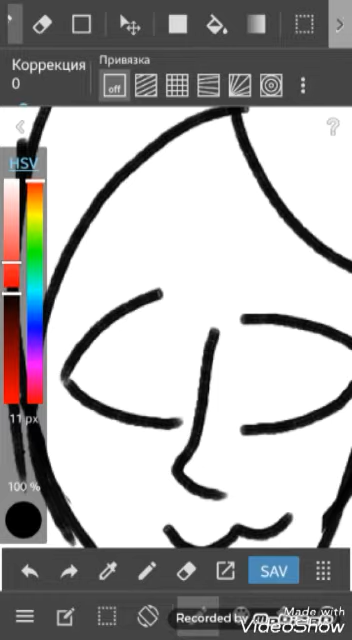 Привязка
Коррекция
off
0
?
HSV
11 px
100 %
SAV
Recorded by
Made with
VideoShow